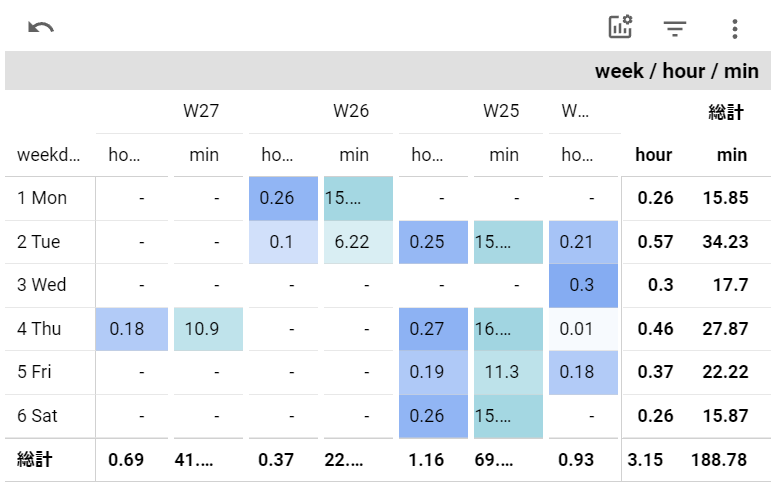 week / hour / min
W27 W26 W25 W… 総計
weekd… ho… min ho… min ho… min ho… hour min
1 Mon - - 0.26 15.… - - - 0.26 15.85
2 Tue - - 0.1 6.22 0.25 15.… 0.21 0.57 34.23
3 Wed - - - - - - 0.3 0.3 17.7
4 Thu 0.18 10.9 - - 0.27 16.… 0.01 0.46 27.87
5 Fri - - - - 0.19 11.3 0.18 0.37 22.22
6 Sat - - - - 0.26 15.… - 0.26 15.87
総計 0.69 41.… 0.37 22.… 1.16 69.… 0.93 3.15 188.78